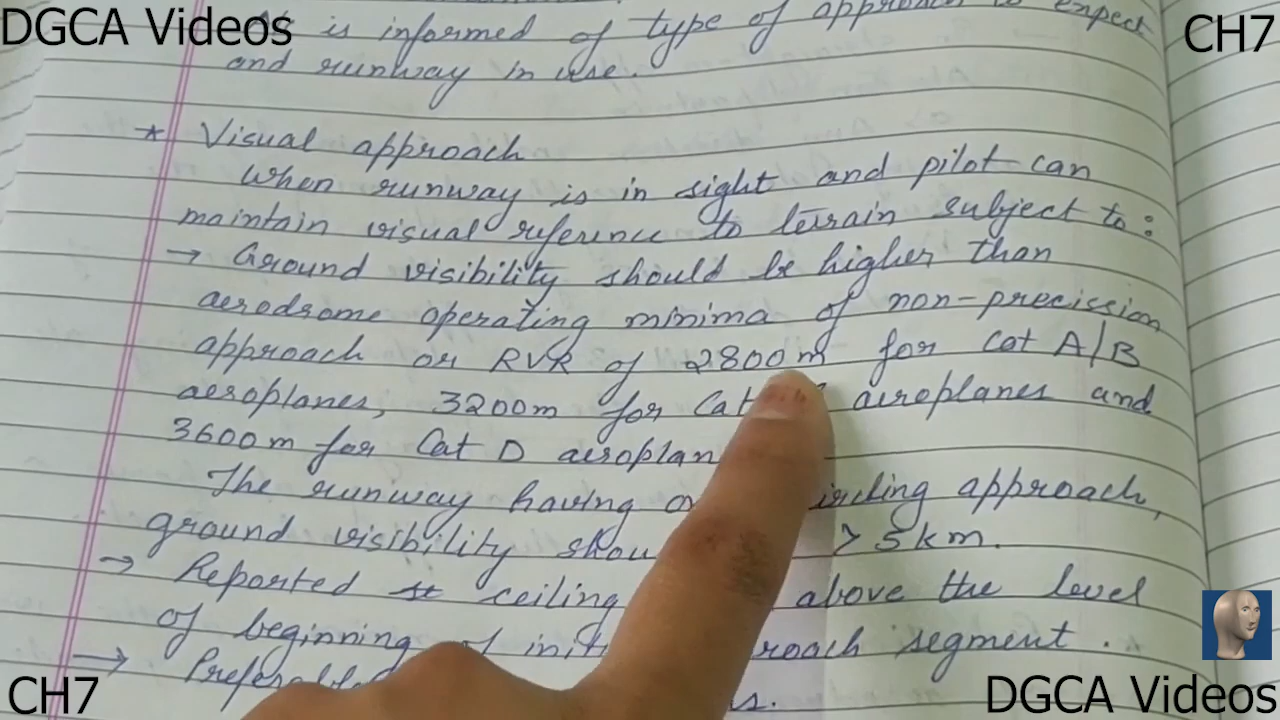 DGCA Videos
CH7
is informed of type of approach to expect
and runway in use.
* Visual approach
When runway is in sight and pilot can
maintain visual reference to terrain subject to:
→ Ground visibility should be higher than
aerodrome operating minima of non-precission
approach or RVR of 2800m for Cat A/B
aeroplanes, 3200m for Cat aeroplanes and
3600m for Cat D aeroplan
The runway having approach,
ground visibility > 5km.
→ Reported ceiling above the level
of beginning of segment.
⇒
CH7
DGCA Videos